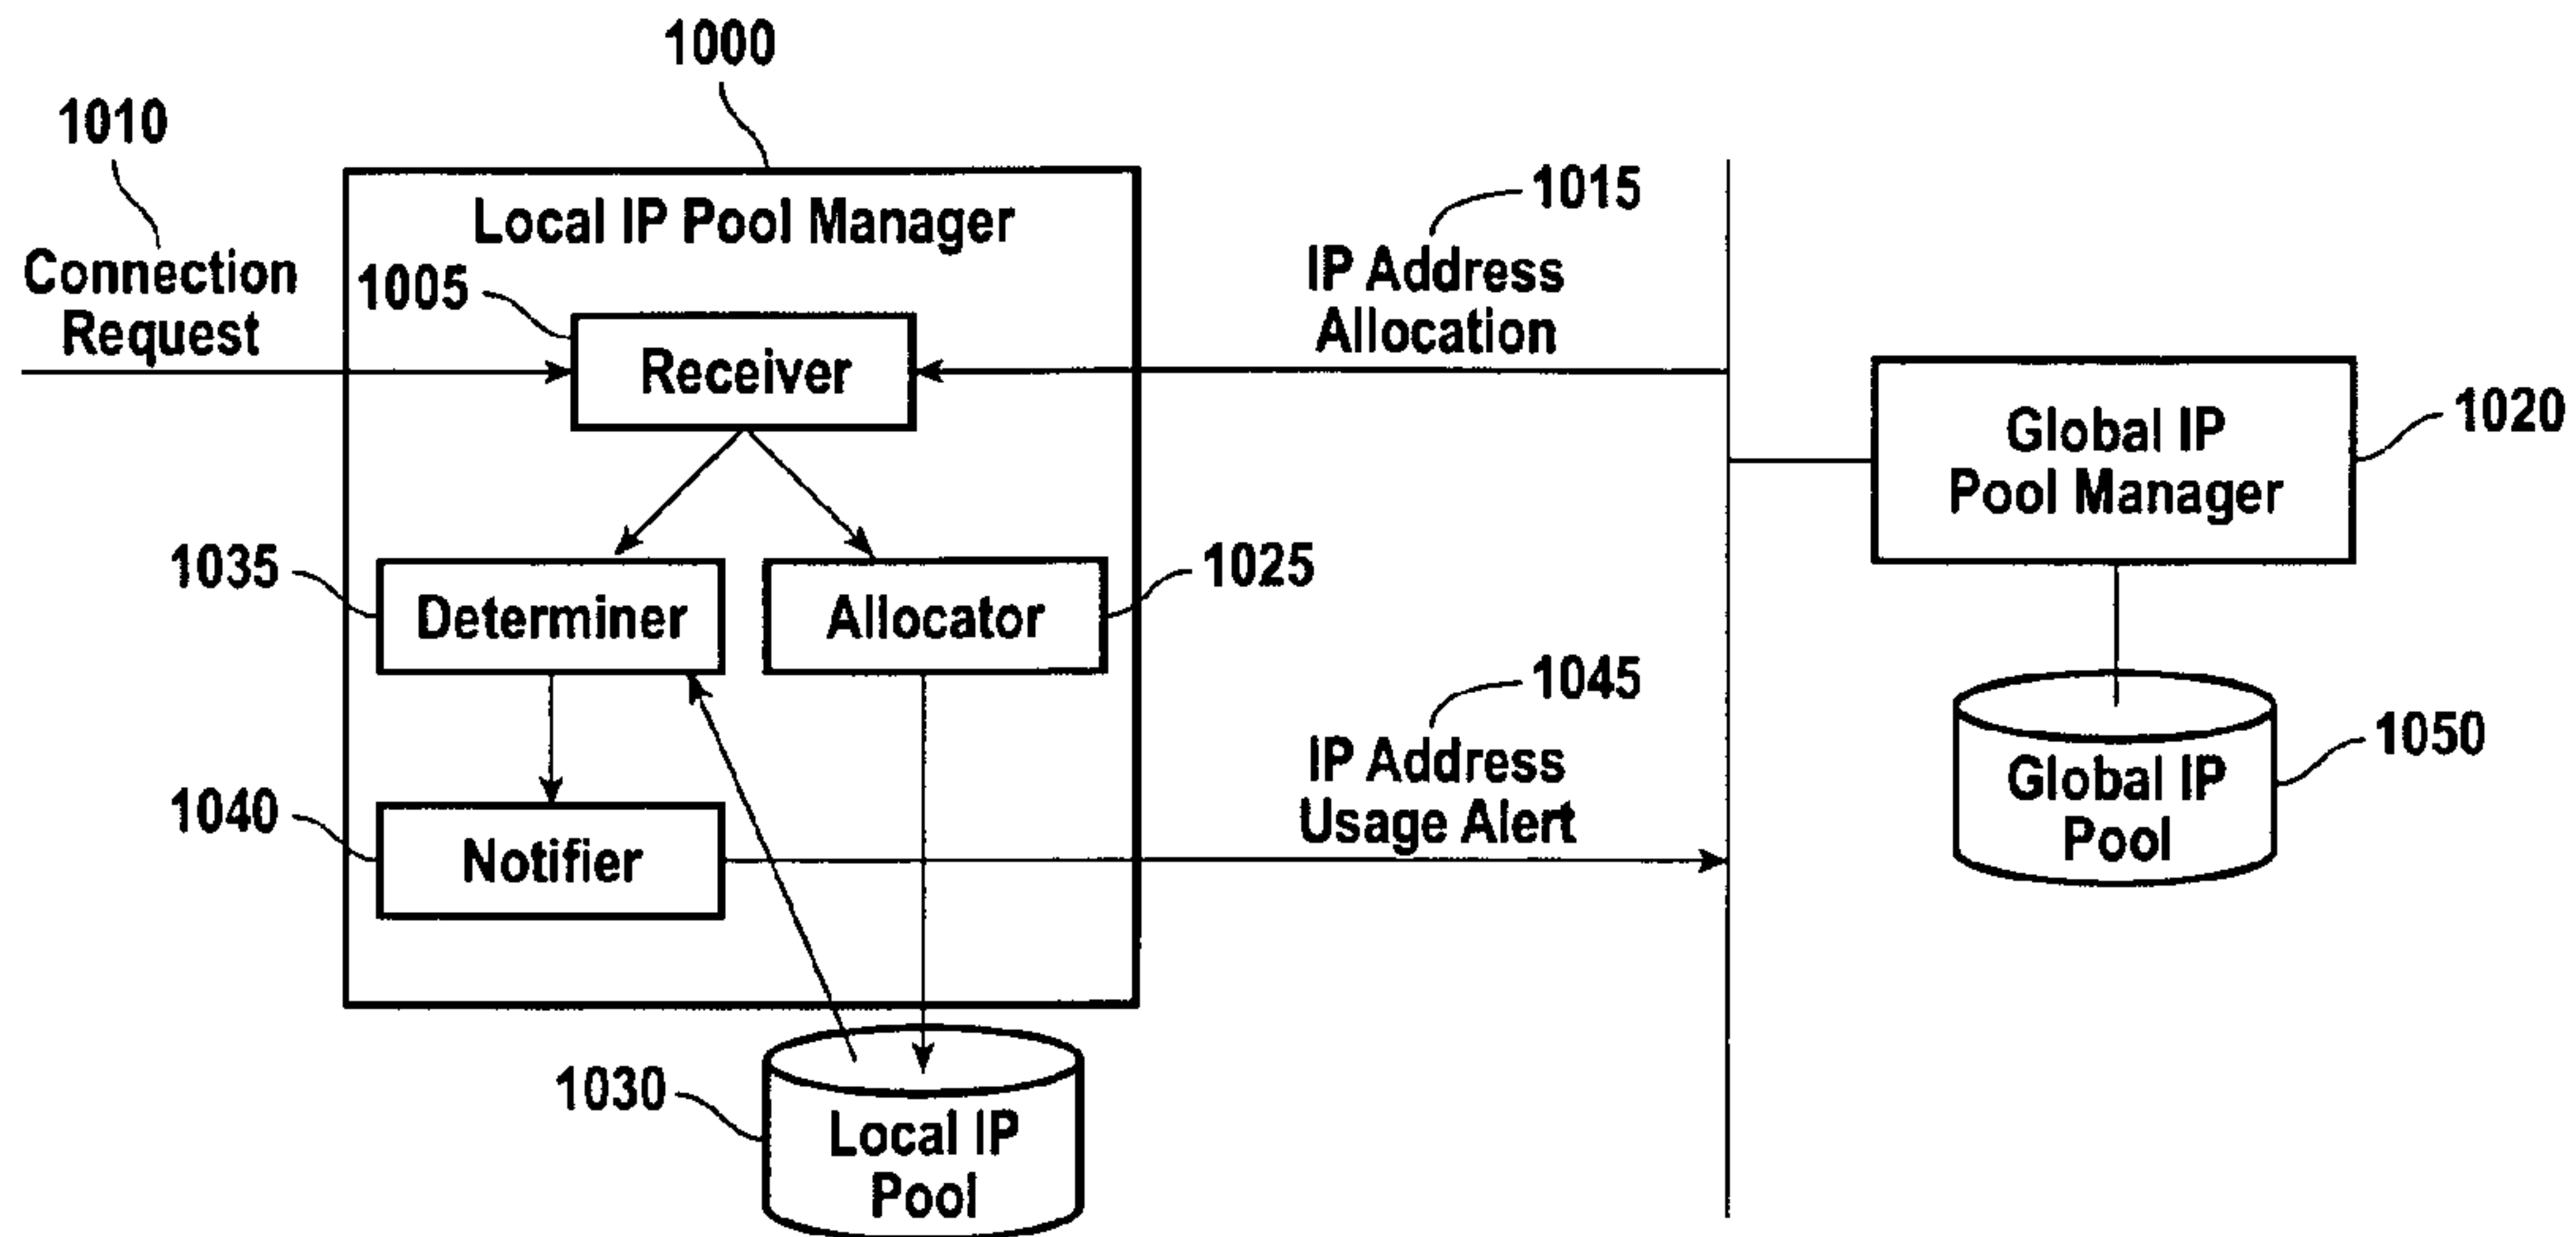 1000
1010
Connection
Request
Local IP Pool Manager
1005
Receiver
1015
IP Address
Allocation
Global IP
Pool Manager
1020
1035
Determiner
Allocator
1025
1045
IP Address
Usage Alert
1040
Notifier
Global IP
Pool
1050
1030
Local IP
Pool